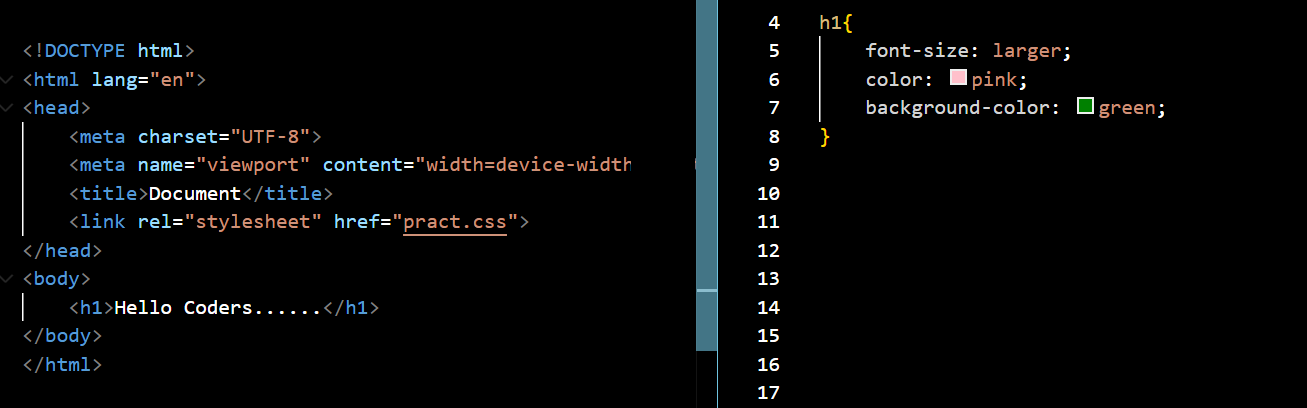 <!DOCTYPE html>
<html lang="en">
<head>
    <meta charset="UTF-8">
    <meta name="viewport" content="width=device-width
    <title>Document</title>
    <link rel="stylesheet" href="pract.css">
</head>
<body>
    <h1>Hello Coders......</h1>
</body>
</html>
4 h1{
5     font-size: larger;
6     color: pink;
7     background-color: green;
8 }
9
10
11
12
13
14
15
16
17